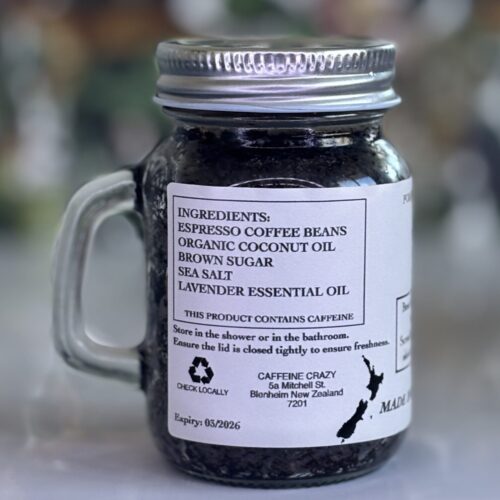 INGREDIENTS:
ESPRESSO COFFEE BEANS
ORGANIC COCONUT OIL
BROWN SUGAR
SEA SALT
LAVENDER ESSENTIAL OIL
THIS PRODUCT CONTAINS CAFFEINE
Store in the shower or in the bathroom.
Ensure the lid is closed tightly to ensure freshness.
CHECK LOCALLY
CAFFEINE CRAZY
5a Mitchell St.
Blenheim New Zealand
7201
Expiry: 03/2026
MADE